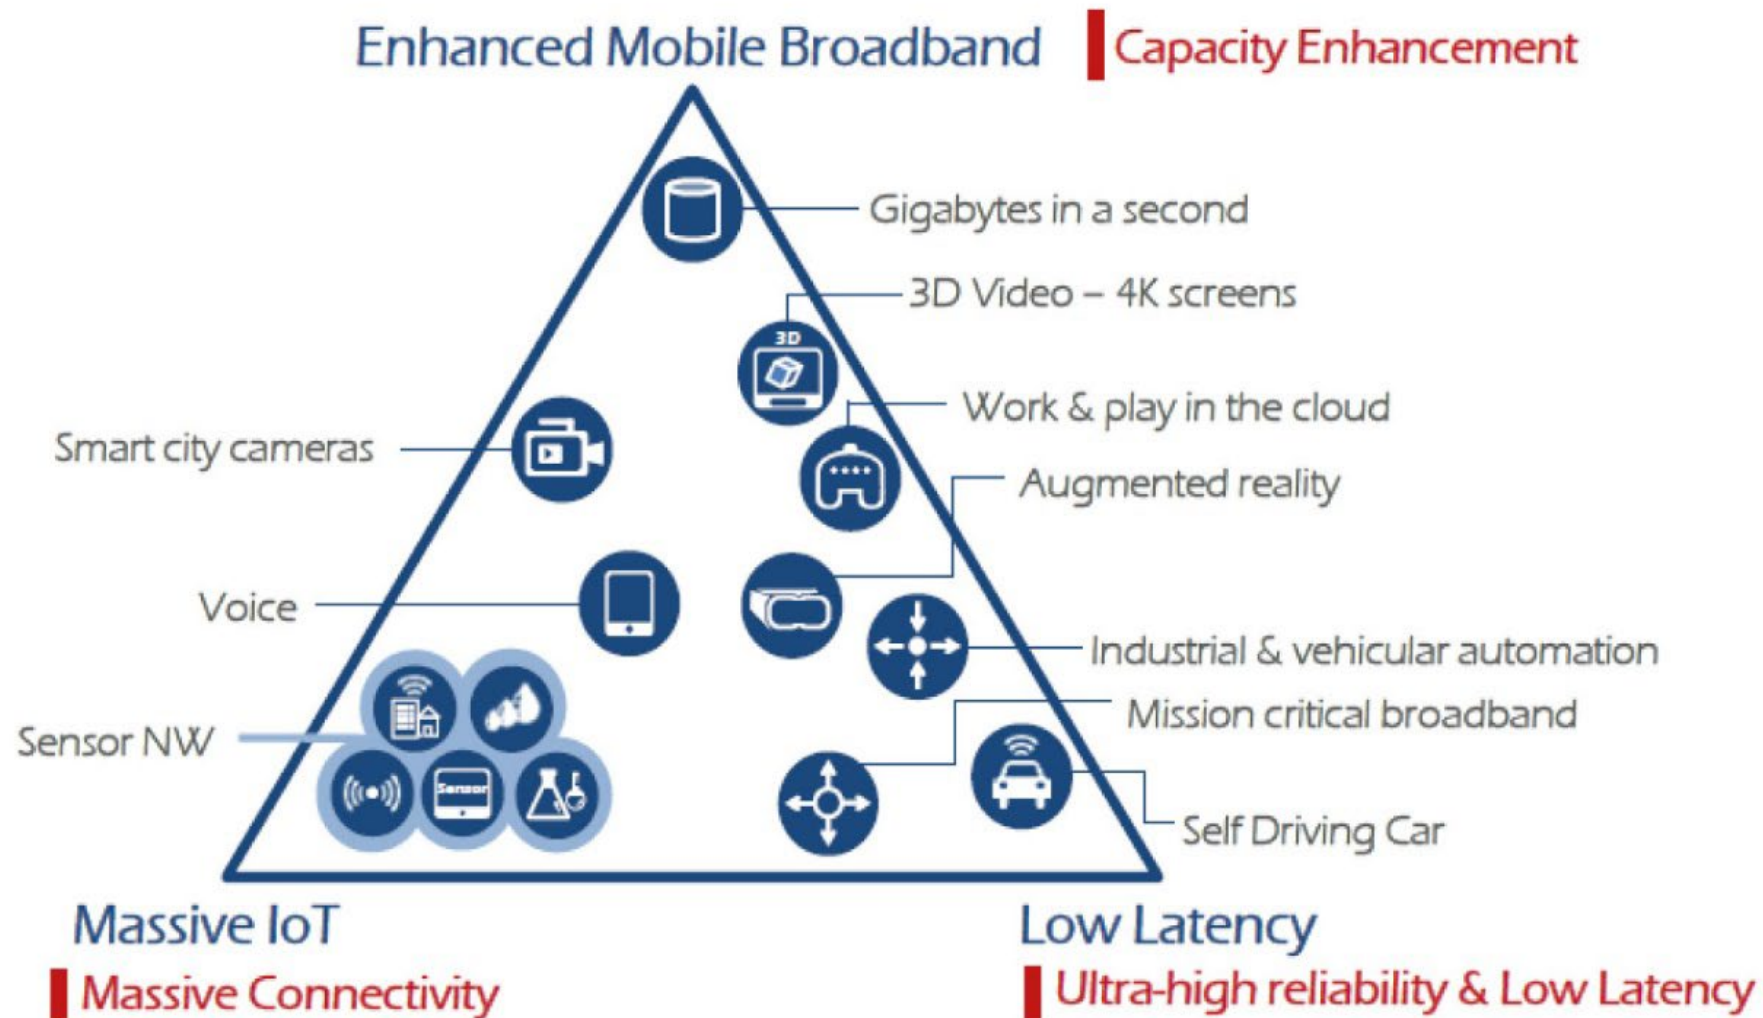 Enhanced Mobile Broadband
Capacity Enhancement
Gigabytes in a second
3D Video – 4K screens
3D
Work & play in the cloud
Smart city cameras
Augmented reality
Voice
Industrial & vehicular automation
Mission critical broadband
Sensor NW
Sensor
Self Driving Car
Massive IoT
Low Latency
Massive Connectivity
Ultra-high reliability & Low Latency